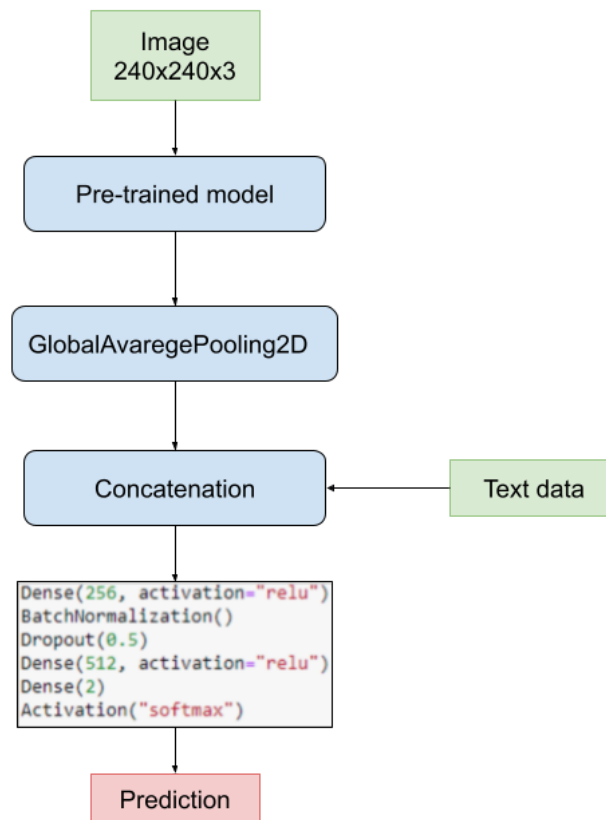 Image
240x240x3
Pre-trained model
GlobalAvaregePooling2D
Concatenation
Text data
Dense(256, activation="relu")
BatchNormalization()
Dropout(0.5)
Dense(512, activation="relu")
Dense(2)
Activation("softmax")
Prediction